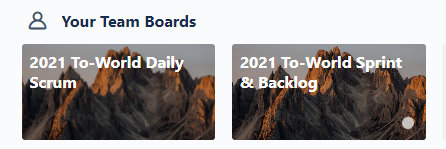 Your Team Boards
2021 To-World Daily
Scrum
2021 To-World Sprint
& Backlog